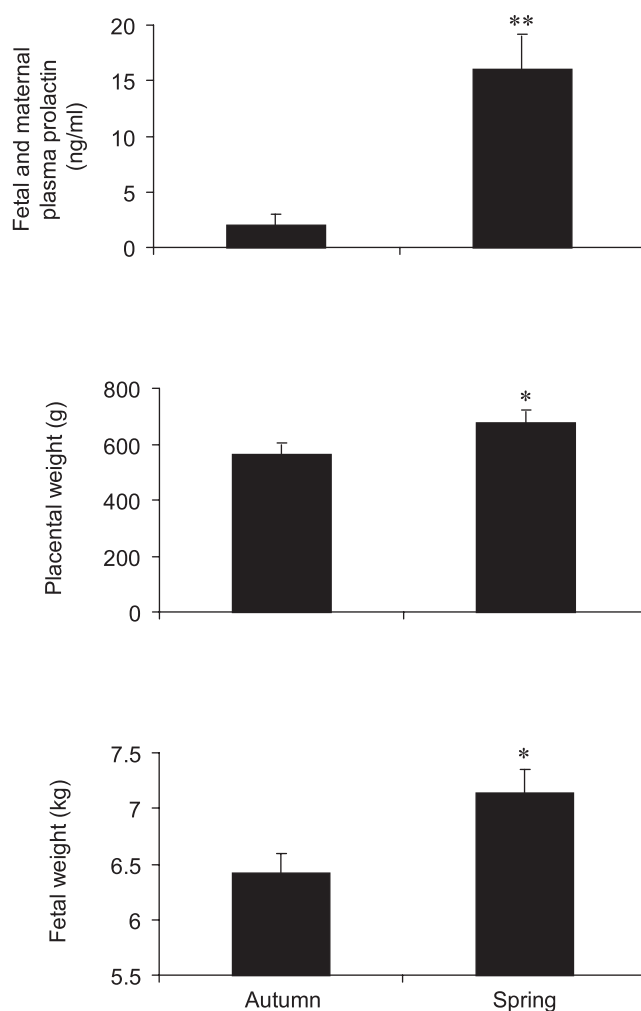 Fetal and maternal
plasma prolactin
(ng/ml)
20
15
10
5
0
**
Placental weight (g)
800
600
400
200
0
*
Fetal weight (kg)
7.5
7
6.5
6
5.5
*
Autumn
Spring